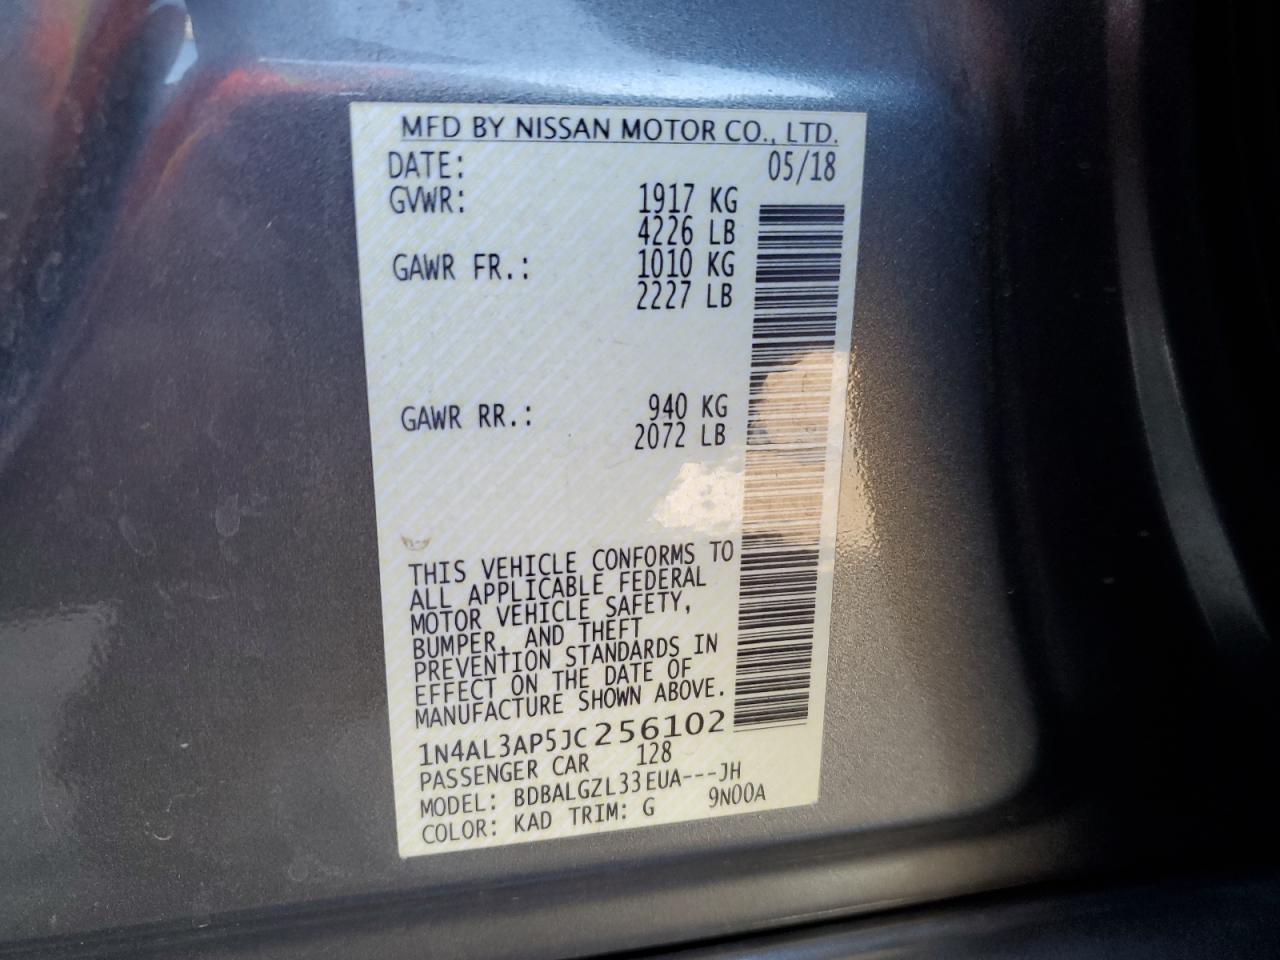 MFD BY NISSAN MOTOR CO., LTD.
DATE: 05/18
GVWR: 1917 KG
4226 LB
GAWR FR.: 1010 KG
2227 LB
GAWR RR.: 940 KG
2072 LB
THIS VEHICLE CONFORMS TO
ALL APPLICABLE FEDERAL
MOTOR VEHICLE SAFETY,
BUMPER, AND THEFT
PREVENTION STANDARDS IN
EFFECT ON THE DATE OF
MANUFACTURE SHOWN ABOVE.
1N4AL3AP5JC256102
PASSENGER CAR 128
MODEL: BDBALGZL33EUA---JH
COLOR: KAD TRIM: G 9N00A